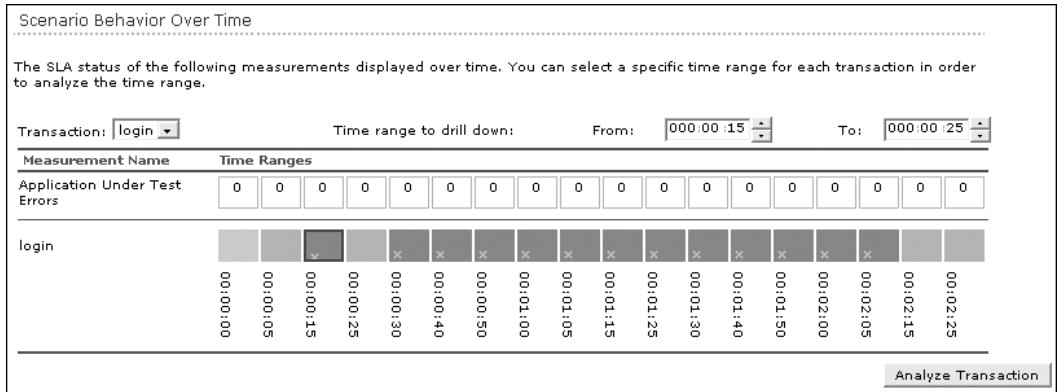 Scenario Behavior Over Time
The SLA status of the following measurements displayed over time. You can select a specific time range for each transaction in order
to analyze the time range.
Transaction: login Time range to drill down: From: 000:00:15 To: 000:00:25
Measurement Name Time Ranges
Application Under Test
Errors
0 0 0 0 0 0 0 0 0 0 0 0 0 0 0 0 0 0
login
00:00:00 00:00:05 00:00:15 00:00:25 00:00:30 00:00:40 00:00:50 00:01:00 00:01:05 00:01:15 00:01:25 00:01:30 00:01:40 00:01:50 00:02:00 00:02:05 00:02:15 00:02:25
Analyze Transaction